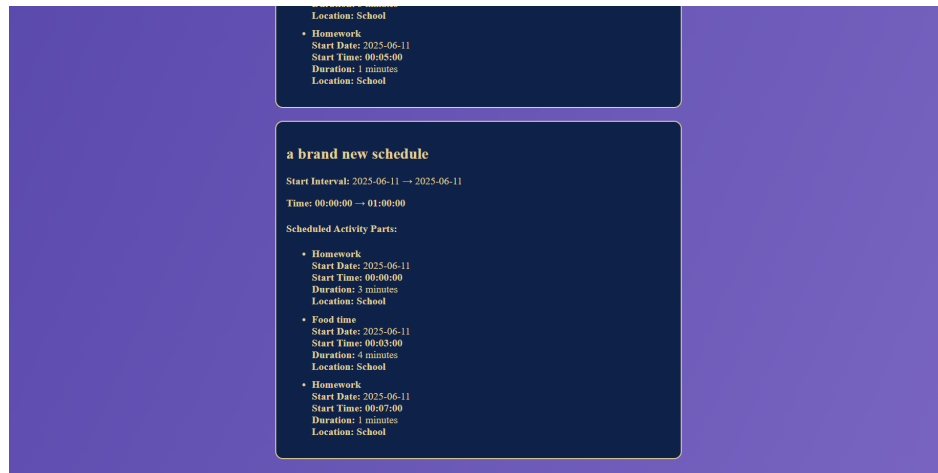 Location: School
Homework
Start Date: 2025-06-11
Start Time: 00:05:00
Duration: 1 minutes
Location: School
a brand new schedule
Start Interval: 2025-06-11 → 2025-06-11
Time: 00:00:00 → 01:00:00
Scheduled Activity Parts:
Homework
Start Date: 2025-06-11
Start Time: 00:00:00
Duration: 3 minutes
Location: School
Food time
Start Date: 2025-06-11
Start Time: 00:03:00
Duration: 4 minutes
Location: School
Homework
Start Date: 2025-06-11
Start Time: 00:07:00
Duration: 1 minutes
Location: School